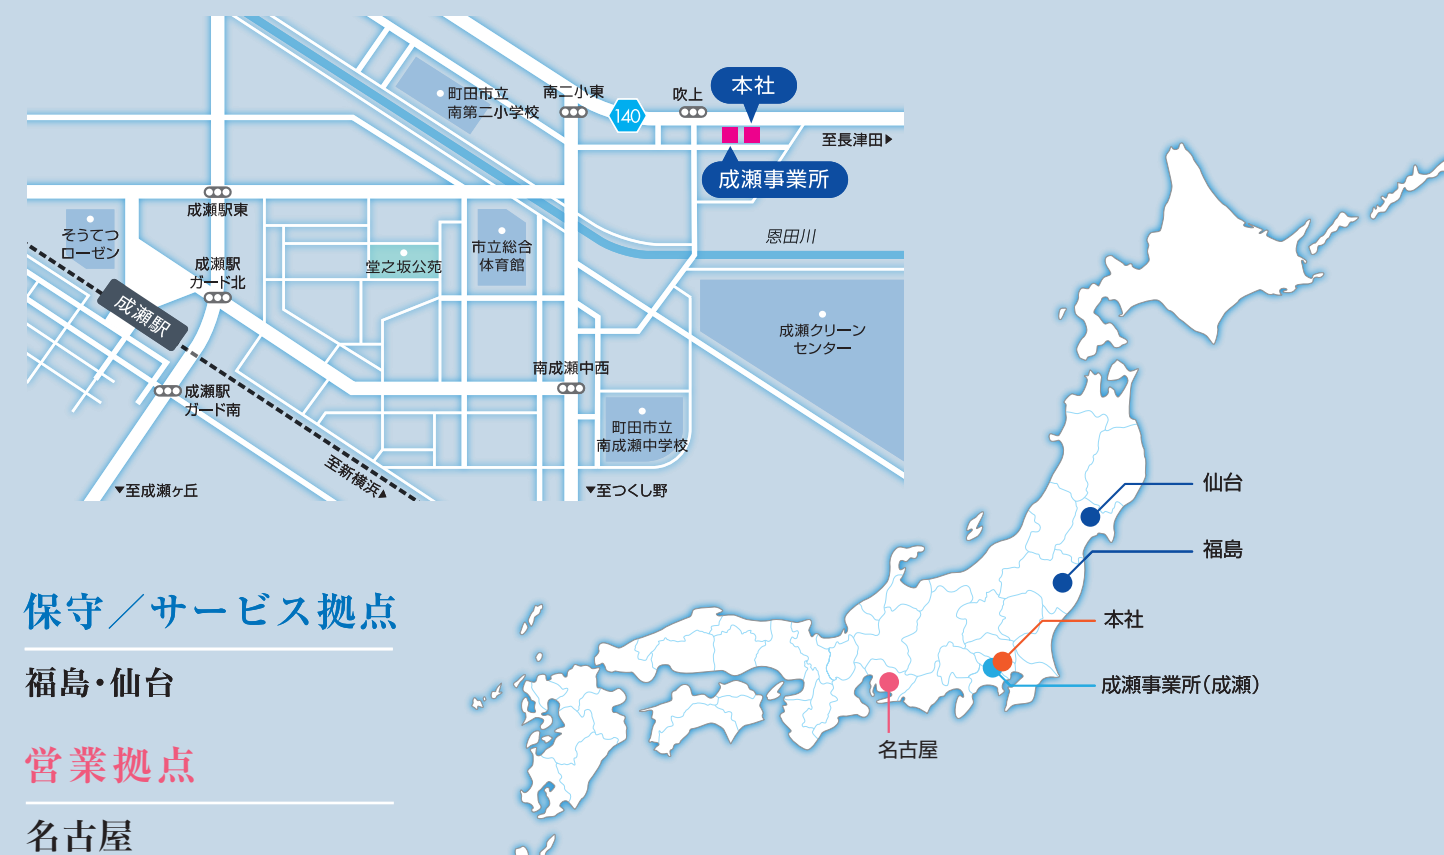 町田市立
南第二小学校
南二小東
140
吹上
本社
至長津田▶
成瀬事業所
恩田川
成瀬駅東
そうてつ
ローゼン
成瀬駅
ガード北
堂之坂公苑
市立総合
体育館
成瀬駅
成瀬クリーン
センター
南成瀬中西
成瀬駅
ガード南
町田市立
南成瀬中学校
至新横浜▶
▼至成瀬ヶ丘
▼至つくし野
仙台
福島
本社
成瀬事業所(成瀬)
名古屋
保守／サービス拠点
福島・仙台
営業拠点
名古屋